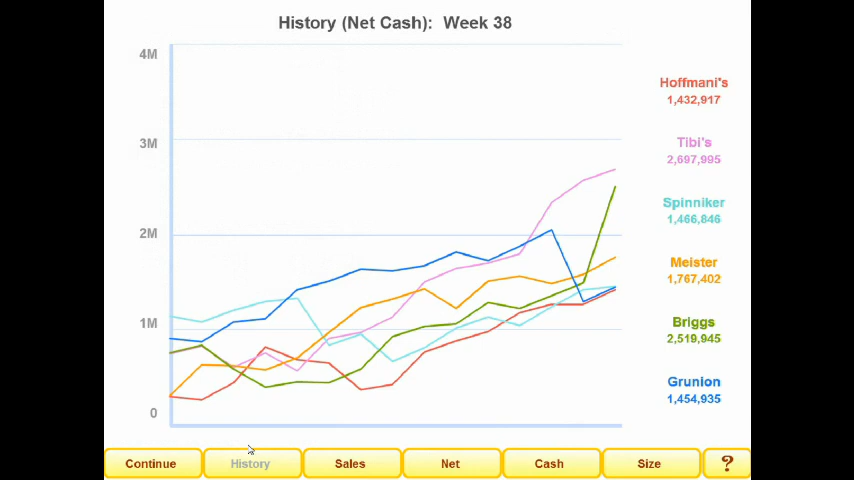 History (Net Cash):  Week 38
4M
3M
2M
1M
0
Hoffmani's
1,432,917
Tibi's
2,697,995
Spinniker
1,466,846
Meister
1,767,402
Briggs
2,519,945
Grunion
1,454,935
Continue History Sales Net Cash Size ?